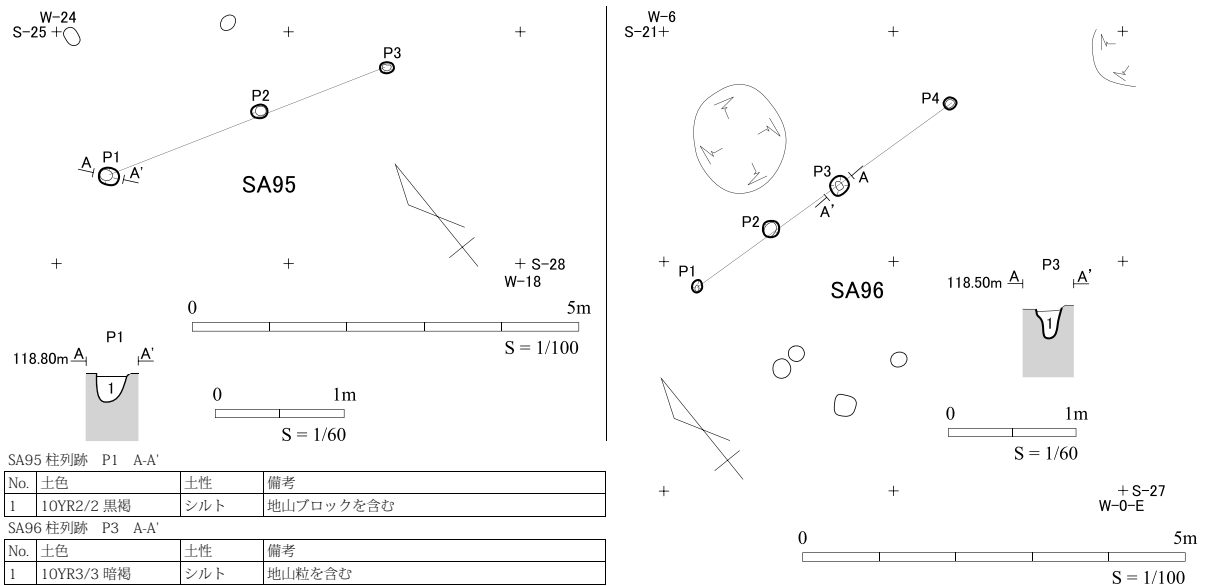 W-24
S-25
P3
P2
P1
A
A'
SA95
S-28
W-18
0 5m
S = 1/100
P1
118.80m A A'
1
0 1m
S = 1/60
SA95 柱列跡 P1 A-A'
No. 土色 土性 備考
1 10YR2/2 黒褐 シルト 地山ブロックを含む
SA96 柱列跡 P3 A-A'
No. 土色 土性 備考
1 10YR3/3 暗褐 シルト 地山粒を含む
W-6
S-21
P4
P3
A
A'
P2
P1
SA96
P3
118.50m A A'
1
0 1m
S = 1/60
S-27
W-0-E
0 5m
S = 1/100